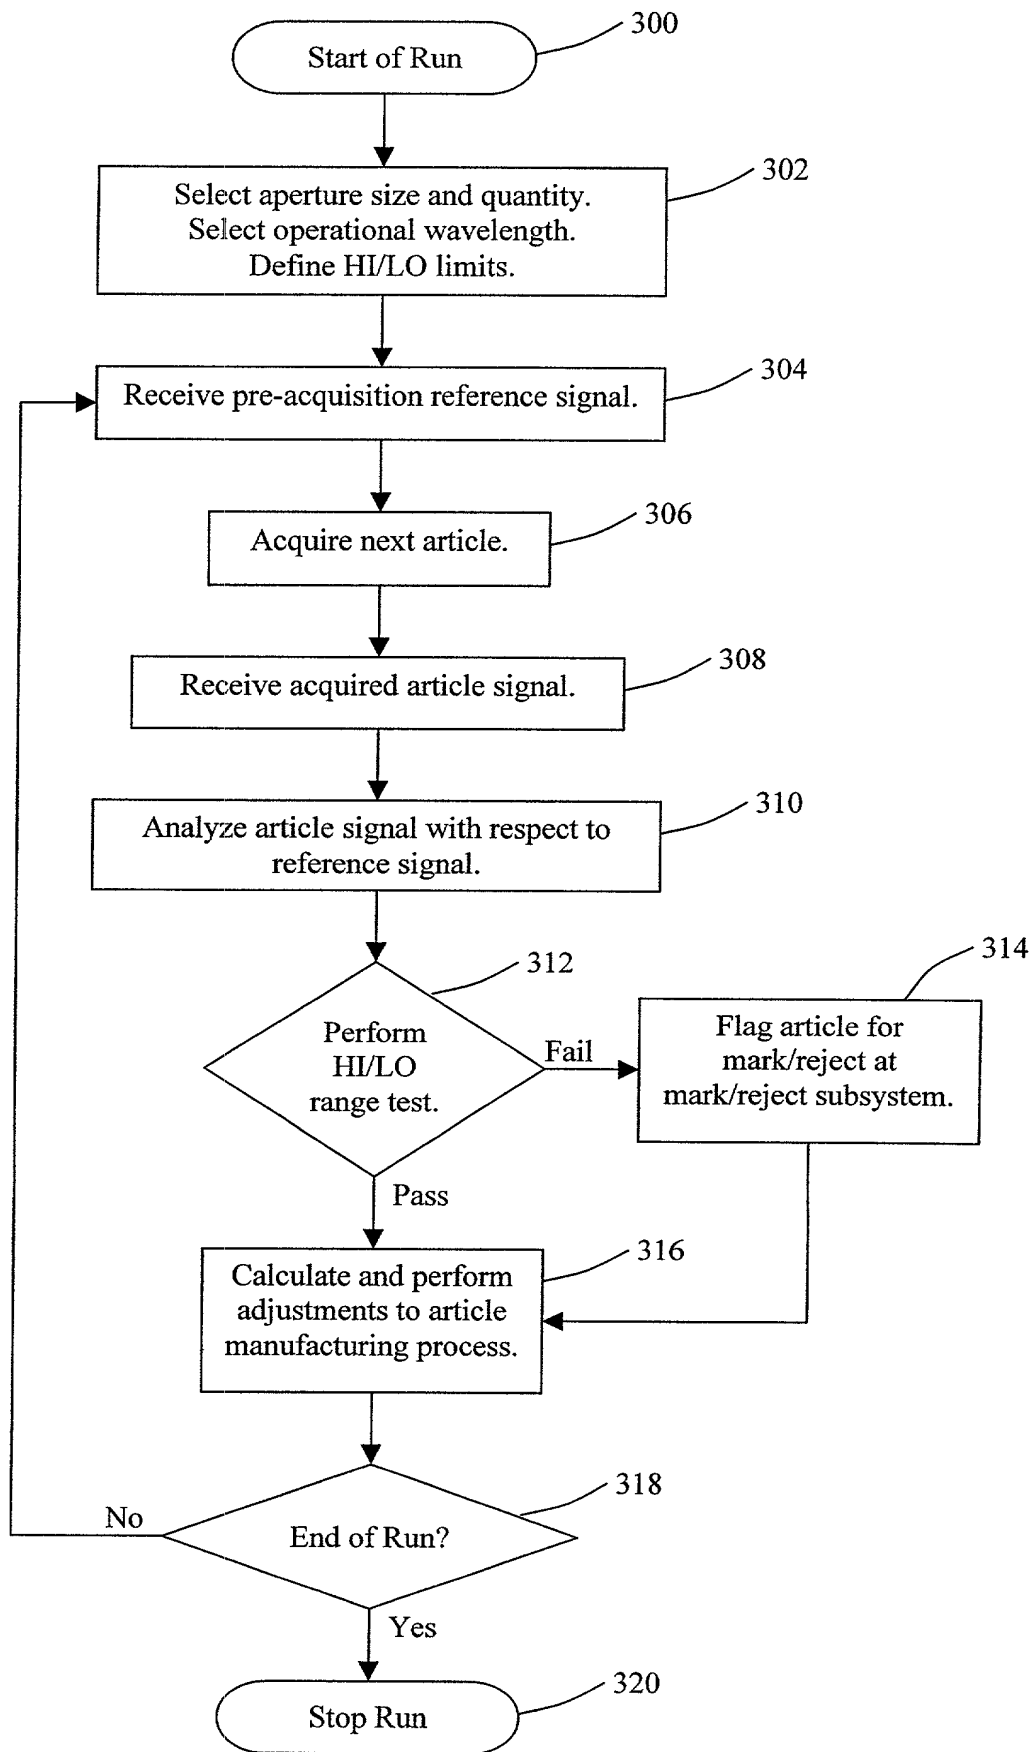 300
Start of Run
302
Select aperture size and quantity.
Select operational wavelength.
Define HI/LO limits.
304
Receive pre-acquisition reference signal.
306
Acquire next article.
308
Receive acquired article signal.
310
Analyze article signal with respect to
reference signal.
312
314
Perform
HI/LO
range test.
Fail
Flag article for
mark/reject at
mark/reject subsystem.
Pass
316
Calculate and perform
adjustments to article
manufacturing process.
318
No
End of Run?
Yes
320
Stop Run